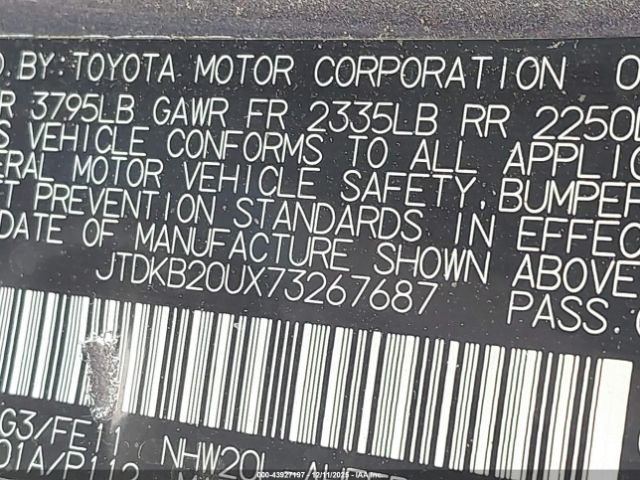 D. BY: TOYOTA MOTOR CORPORATION
R 3795LB GAWR FR 2335LB RR 2250
S VEHICLE CONFORMS TO ALL APPLIC
ERAL MOTOR VEHICLE SAFETY, BUMPER
T PREVENTION STANDARDS IN EFFEC
DATE OF MANUFACTURE SHOWN ABOVE
JTDKB20UX73267687 PASS.
G3/FE11
01A/P112 NHW20L
000-43927197 - 12/11/2025 - IAAI.COM